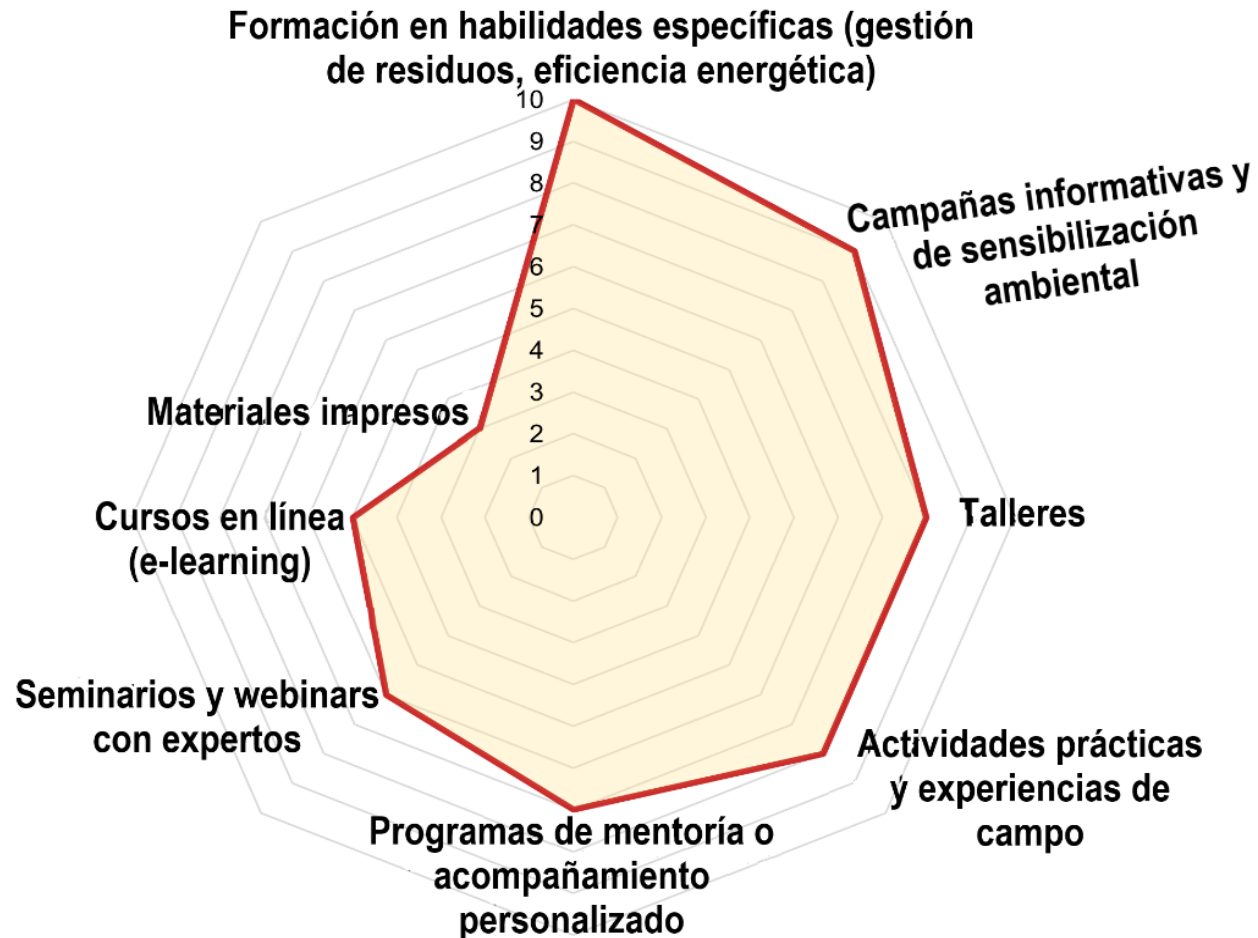 Formación en habilidades específicas (gestión
de residuos, eficiencia energética)
10
9
8
7
6
5
4
3
2
1
0
Campañas informativas y
de sensibilización
ambiental
Talleres
Actividades prácticas
y experiencias de
campo
Programas de mentoría o
acompañamiento
personalizado
Seminarios y webinars
con expertos
Cursos en línea
(e-learning)
Materiales impresos